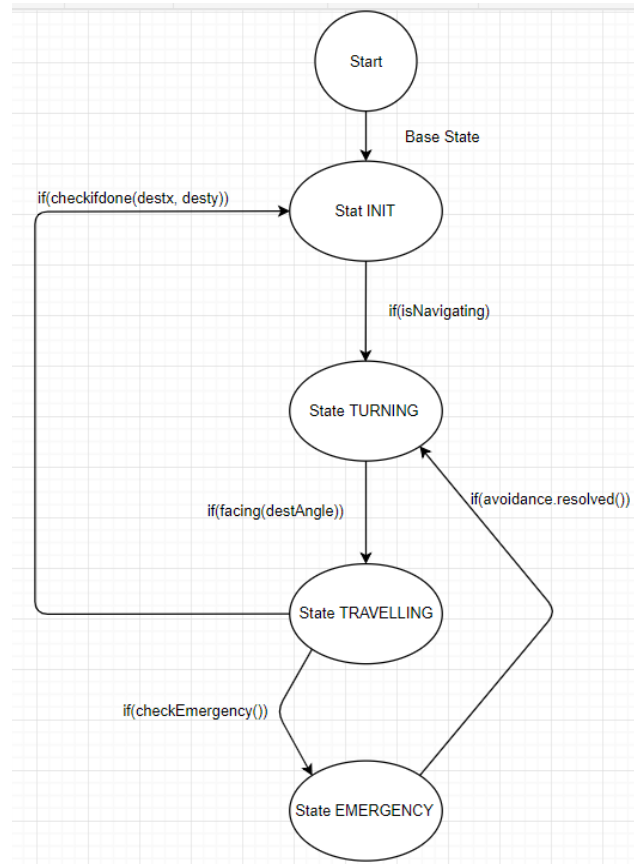 Start
Base State
if(checkifdone(destx, desty))
Stat INIT
if(isNavigating)
State TURNING
if(avoidance.resolved())
if(facing(destAngle))
State TRAVELLING
if(checkEmergency())
State EMERGENCY